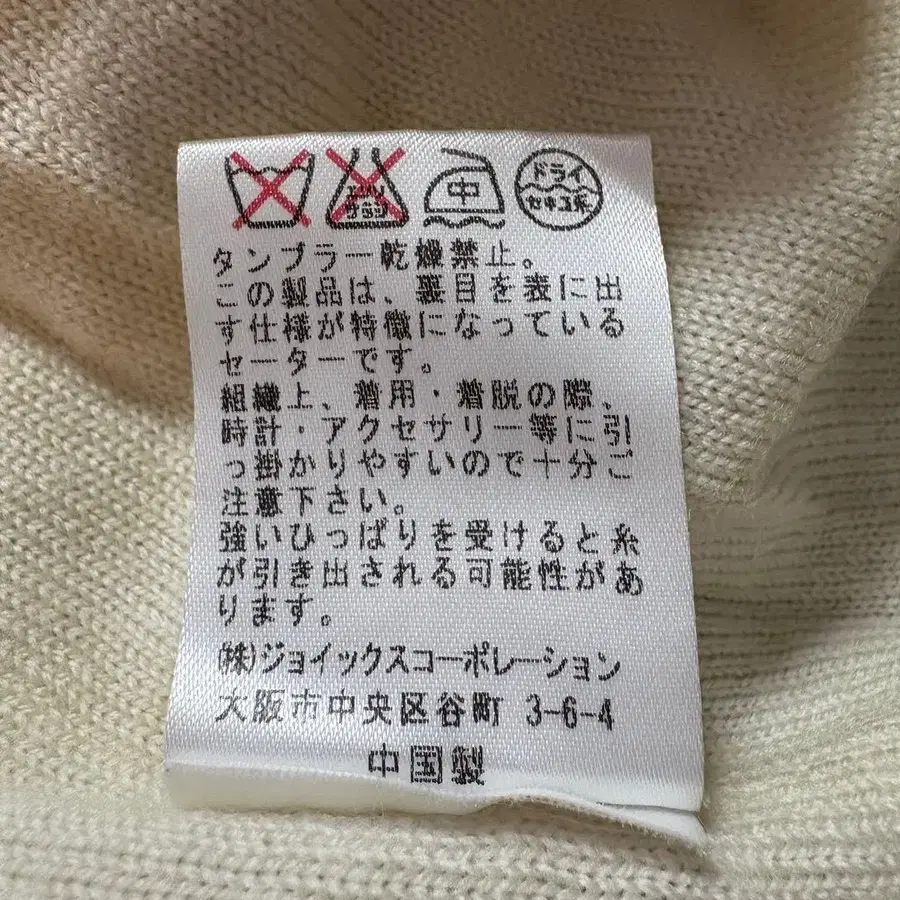 エンソ サラシ 中 ドライ セキユ系
タンブラー乾燥禁止。
この製品は、裏目を表に出
す仕様が特徴になっている
セーターです。
組織上、着用・着脱の際、
時計・アクセサリー等に引
っ掛かりやすいので十分ご
注意下さい。
強いひっぱりを受けると糸
が引き出される可能性があ
ります。
㈱ジョイックスコーポレーション
大阪市中央区谷町 3-6-4
中国製